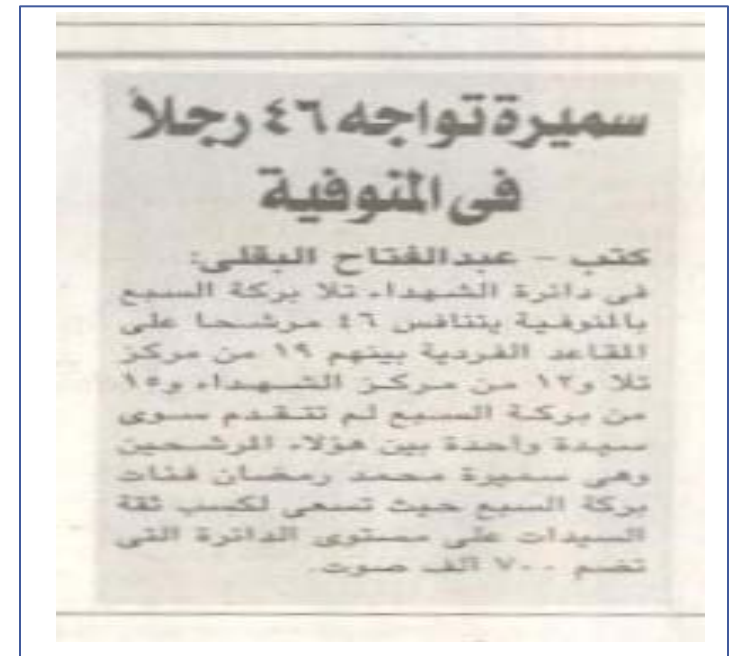 سميرة تواجه ٤٦ رجلاً
فى المنوفية
كتب - عبدالفتاح البقلى:
فى دائرة الشهداء تلا بركة السبع
بالمنوفية يتنافس ٤٦ مرشحا على
المقاعد الفردية بينهم ١٩ من مركز
تلا و١٢ من مركز الشهداء و١٥
من بركة السبع لم تتقدم سوى
سيدة واحدة بين هؤلاء المرشحين
وهى سميرة محمد رمضان فئات
بركة السبع حيث تسعى لكسب ثقة
السيدات على مستوى الدائرة التى
تضم ٧٠٠ ألف صوت.